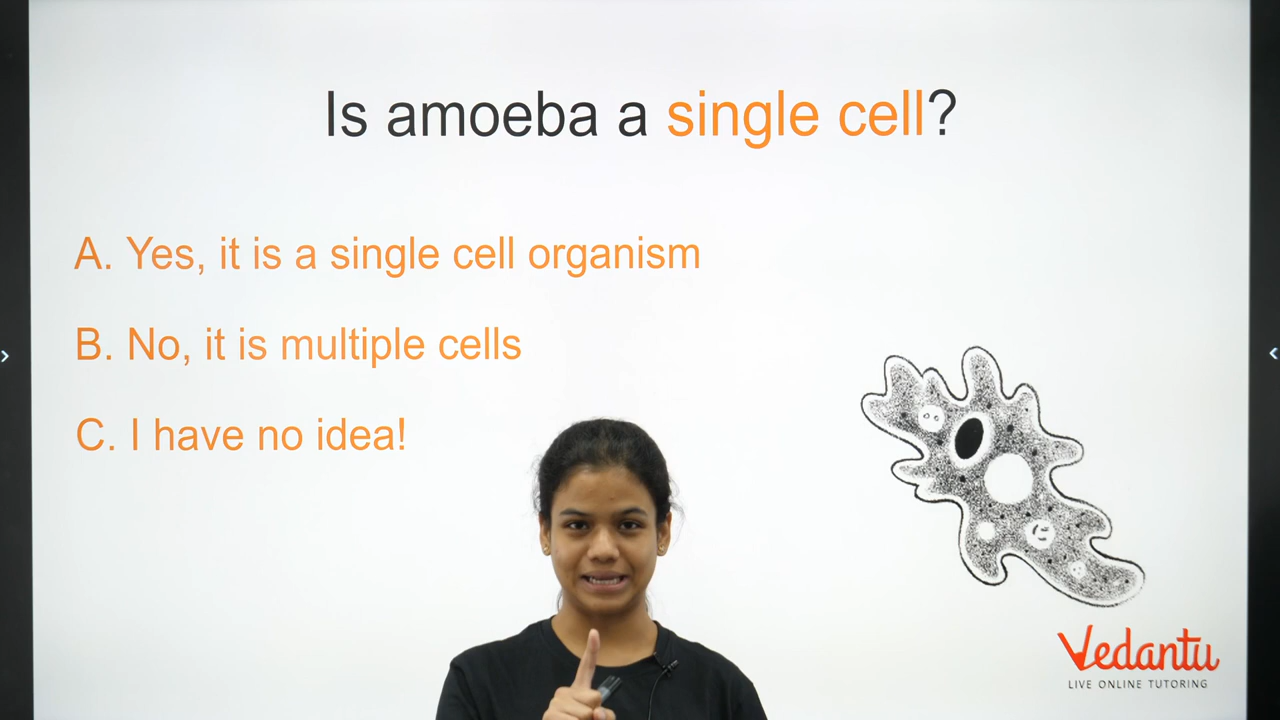 Is amoeba a single cell?
A. Yes, it is a single cell organism
B. No, it is multiple cells
C. I have no idea!
Vedantu
LIVE ONLINE TUTORING